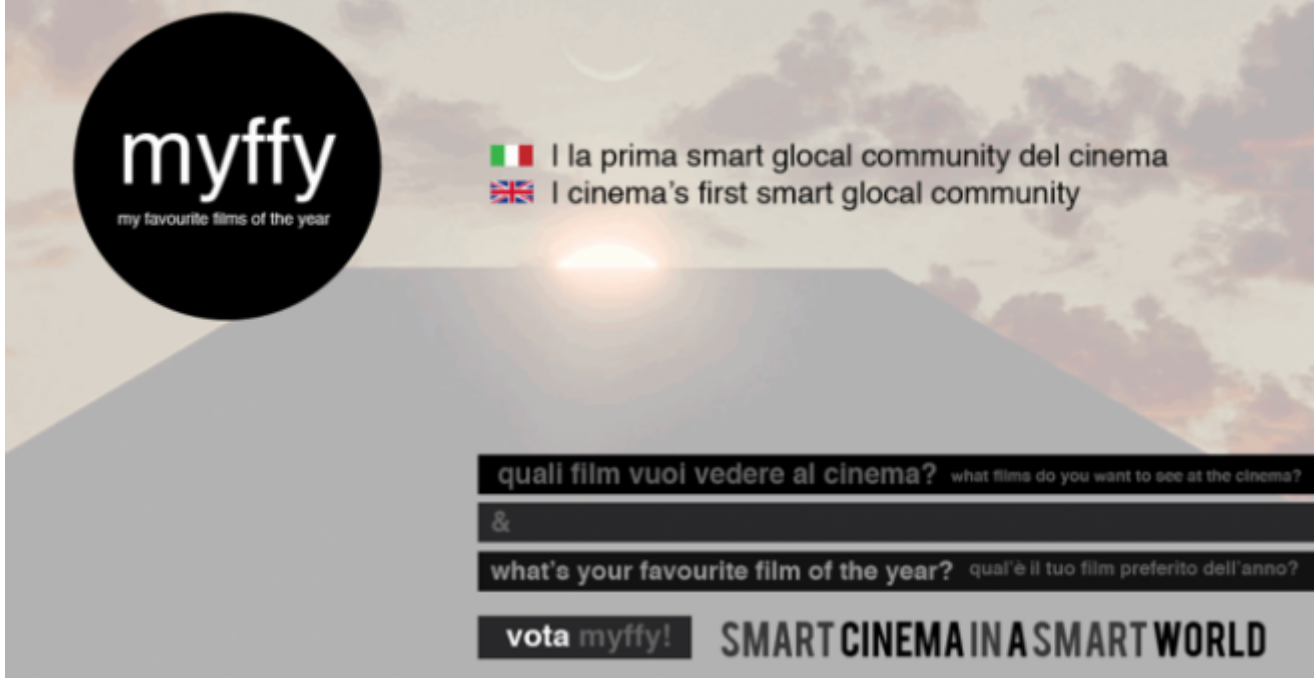 myffy
my favourite films of the year
| la prima smart glocal community del cinema
| cinema's first smart glocal community
quali film vuoi vedere al cinema? what films do you want to see at the cinema?
&
what's your favourite film of the year? qual'è il tuo film preferito dell'anno?
vota myffy! SMART CINEMA IN A SMART WORLD